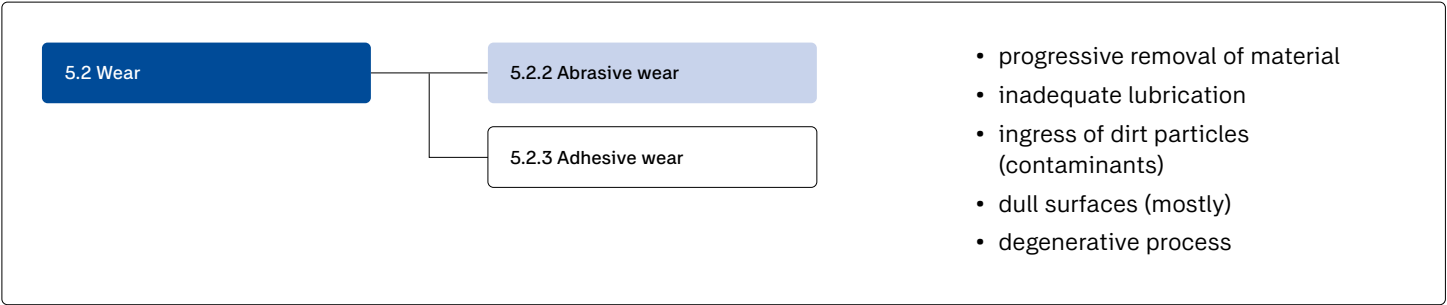 5.2 Wear
5.2.2 Abrasive wear
5.2.3 Adhesive wear
• progressive removal of material
• inadequate lubrication
• ingress of dirt particles
(contaminants)
• dull surfaces (mostly)
• degenerative process